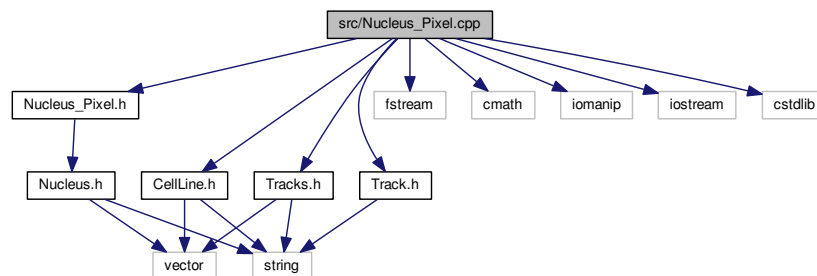 src/Nucleus_Pixel.cpp
Nucleus_Pixel.h
fstream
cmath
iomanip
iostream
cstdlib
Nucleus.h
CellLine.h
Tracks.h
Track.h
vector
string